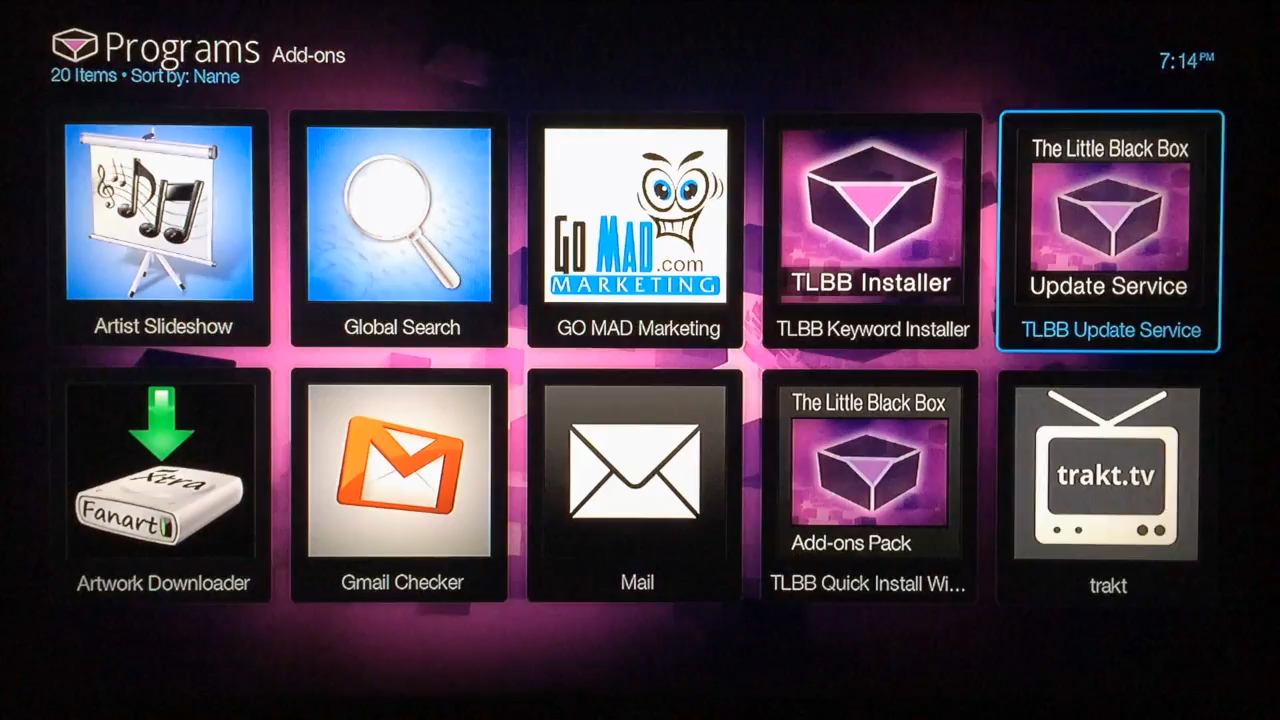 Programs Add-ons
20 Items • Sort by: Name
7:14PM
Artist Slideshow
Global Search
GO MAD.com
MARKETING
GO MAD Marketing
TLBB Installer
TLBB Keyword Installer
The Little Black Box
Update Service
TLBB Update Service
Xtra
Fanart
Artwork Downloader
Gmail Checker
Mail
The Little Black Box
Add-ons Pack
TLBB Quick Install Wi...
trakt.tv
trakt